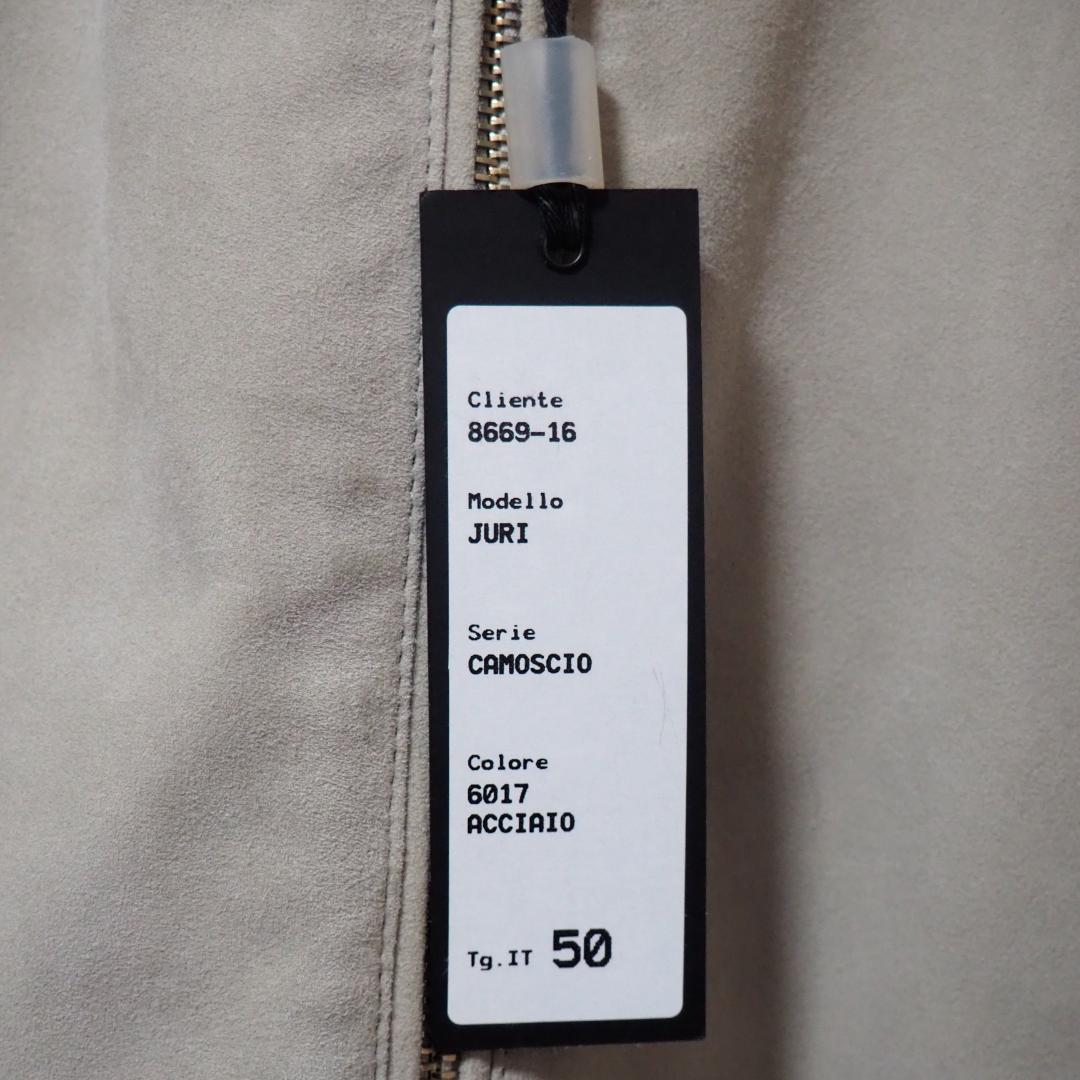 Cliente
8669-16
Modello
JURI
Serie
CAMOSCIO
Colore
6017
ACCIAIO
Tg.IT 50